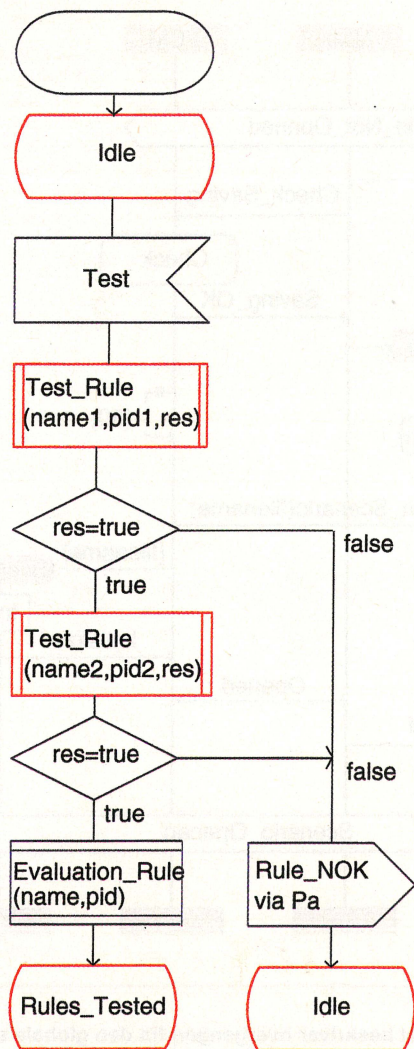 Idle
Test
Test_Rule
(name1,pid1,res)
res=true
false
true
Test_Rule
(name2,pid2,res)
res=true
false
true
Evaluation_Rule
(name,pid)
Rule_NOK
via Pa
Rules_Tested
Idle